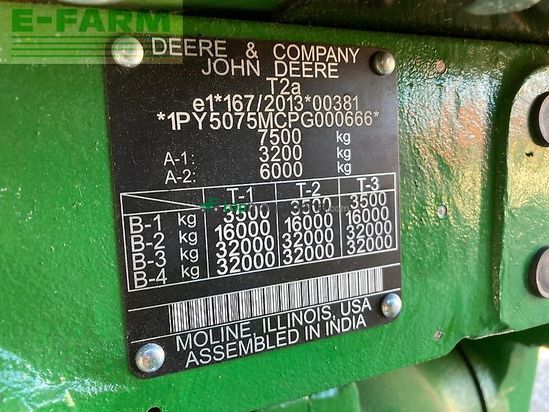 E-FARM
DEERE & COMPANY
JOHN DEERE
T2a
e1*167/2013*00381
*1PY5075MCPG000666*
7500 kg
A-1: 3200 kg
A-2: 6000 kg
T-1 T-2 T-3
B-1 kg 3500 3500 3500
B-2 kg 16000 16000 16000
B-3 kg 32000 32000 32000
B-4 kg 32000 32000 32000
MOLINE, ILLINOIS, USA
ASSEMBLED IN INDIA